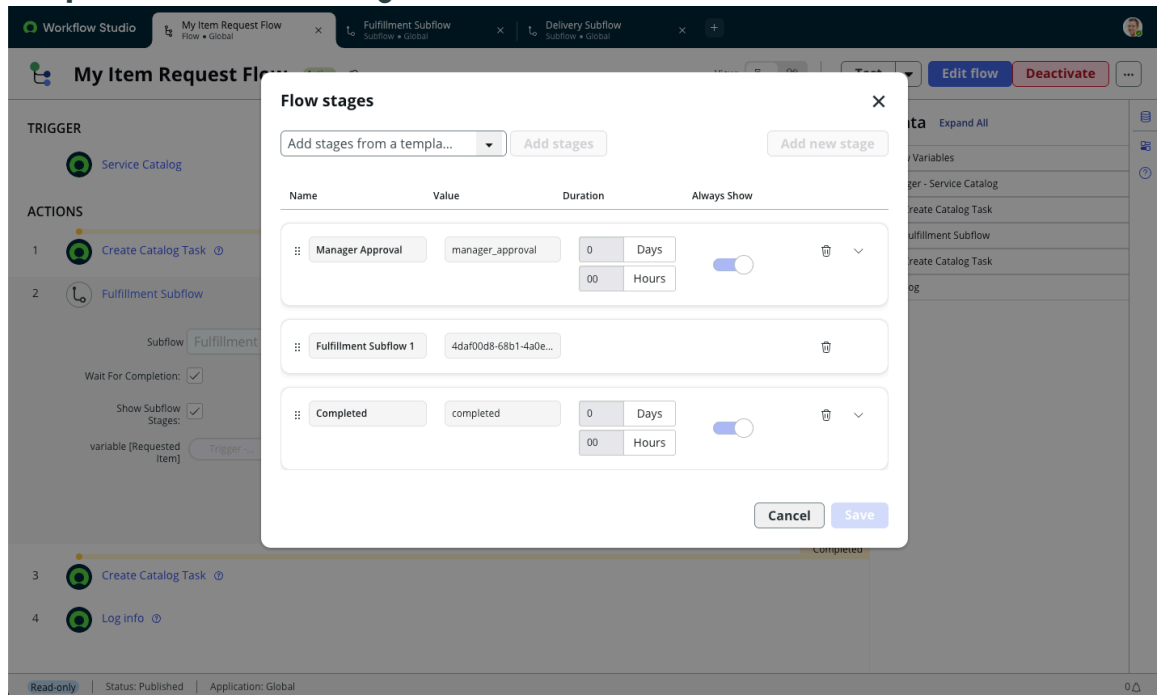 Workflow Studio
My Item Request Flow
Flow • Global
Fulfillment Subflow
Subflow • Global
Delivery Subflow
Subflow • Global
My Item Request
Edit flow
Deactivate
TRIGGER
Service Catalog
ACTIONS
1 Create Catalog Task
2 Fulfillment Subflow
Subflow Fulfillment
Wait For Completion:
Show Subflow
Stages:
variable [Requested
Item]
Trigger -...
Flow stages
Add stages from a templa...
Add stages
Add new stage
Name Value Duration Always Show
Manager Approval manager_approval 0 Days
00 Hours
Fulfillment Subflow 1 4daf00d8-68b1-4a0e...
Completed completed 0 Days
00 Hours
Cancel Save
Completed
3 Create Catalog Task
4 Log info
Expand All
Variables
ger - Service Catalog
reate Catalog Task
ulfillment Subflow
reate Catalog Task
og
Read-only Status: Published Application: Global
0